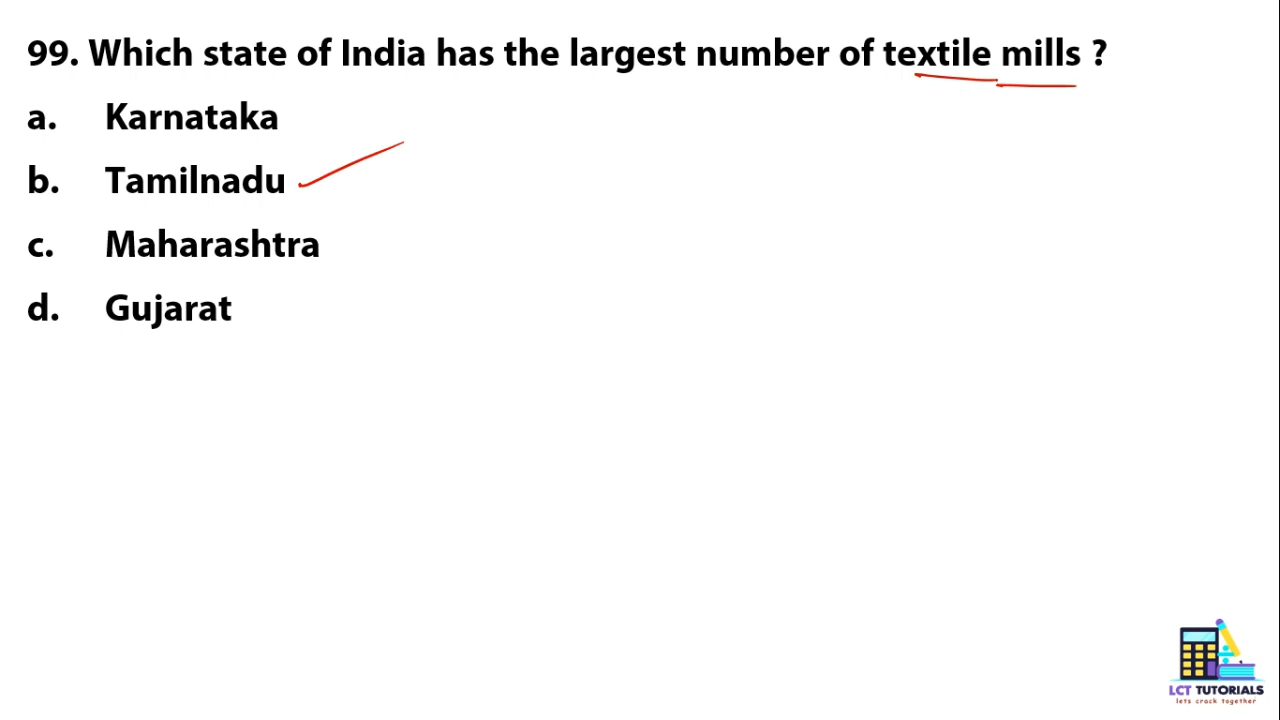 99. Which state of India has the largest number of textile mills ?
a. Karnataka
b. Tamilnadu
c. Maharashtra
d. Gujarat
LCT TUTORIALS
lets crack together